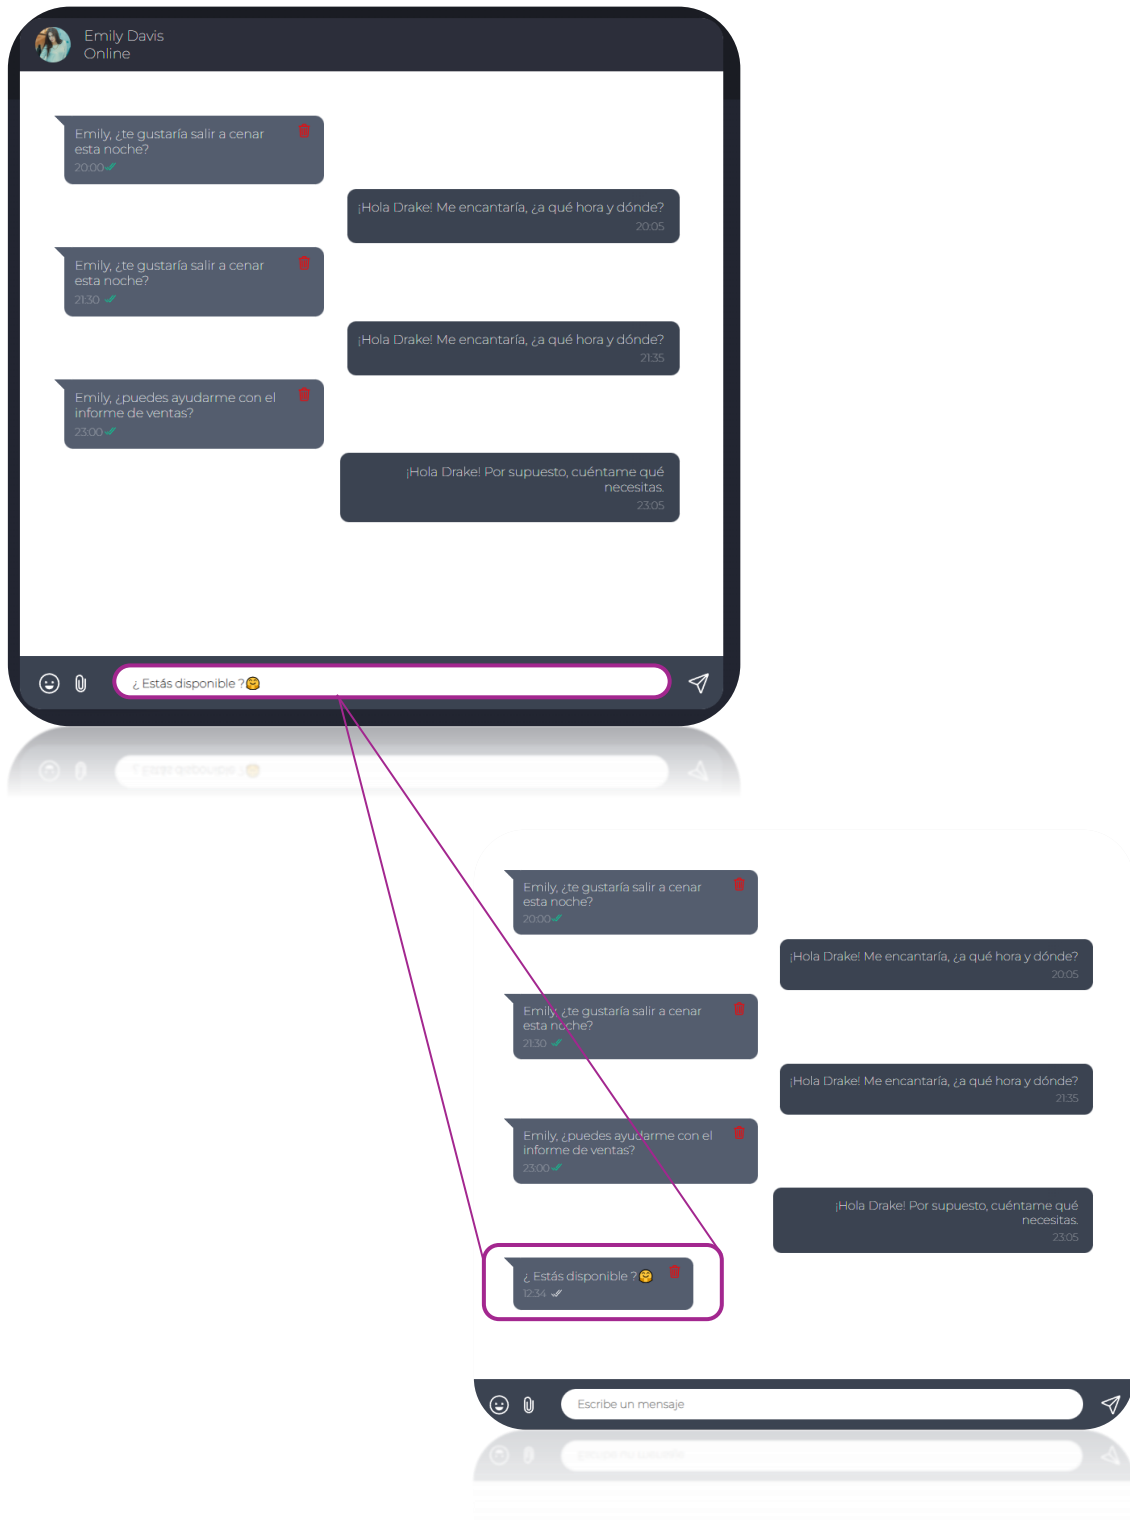 Emily Davis
Online
Emily, ¿te gustaría salir a cenar
esta noche?
20:00
¡Hola Drake! Me encantaría, ¿a qué hora y dónde?
20:05
Emily, ¿te gustaría salir a cenar
esta noche?
21:30
¡Hola Drake! Me encantaría, ¿a qué hora y dónde?
21:35
Emily, ¿puedes ayudarme con el
informe de ventas?
23:00
¡Hola Drake! Por supuesto, cuéntame qué
necesitas.
23:05
¿ Estás disponible ?🤗
Emily, ¿te gustaría salir a cenar
esta noche?
20:00
¡Hola Drake! Me encantaría, ¿a qué hora y dónde?
20:05
Emily, ¿te gustaría salir a cenar
esta noche?
21:30
¡Hola Drake! Me encantaría, ¿a qué hora y dónde?
21:35
Emily, ¿puedes ayudarme con el
informe de ventas?
23:00
¡Hola Drake! Por supuesto, cuéntame qué
necesitas.
23:05
¿ Estás disponible ?🤗
12:34
Escribe un mensaje